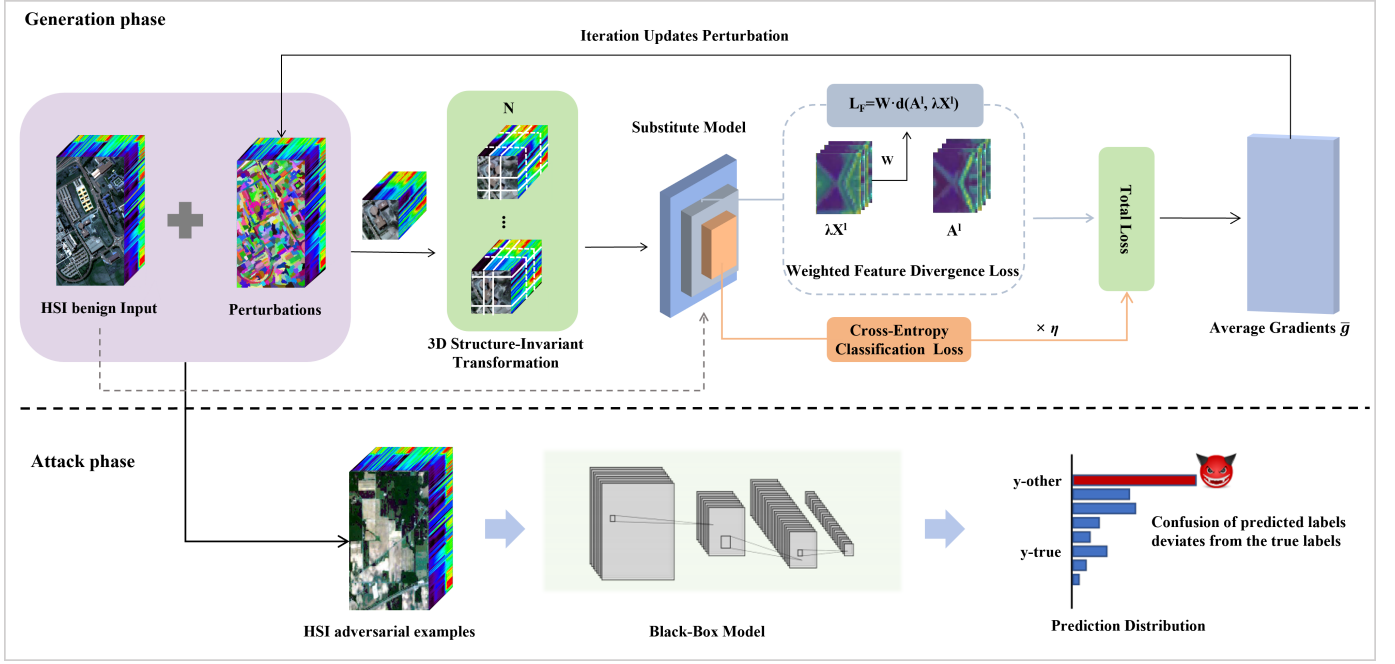 Generation phase
Iteration Updates Perturbation
N
Substitute Model
L_F=W·d(A^l, λX^l)
W
λX^l
A^l
Weighted Feature Divergence Loss
Total Loss
HSI benign Input
Perturbations
3D Structure-Invariant
Transformation
Cross-Entropy
Classification Loss
× η
Average Gradients g̅
Attack phase
y-other
Confusion of predicted labels
deviates from the true labels
y-true
HSI adversarial examples
Black-Box Model
Prediction Distribution